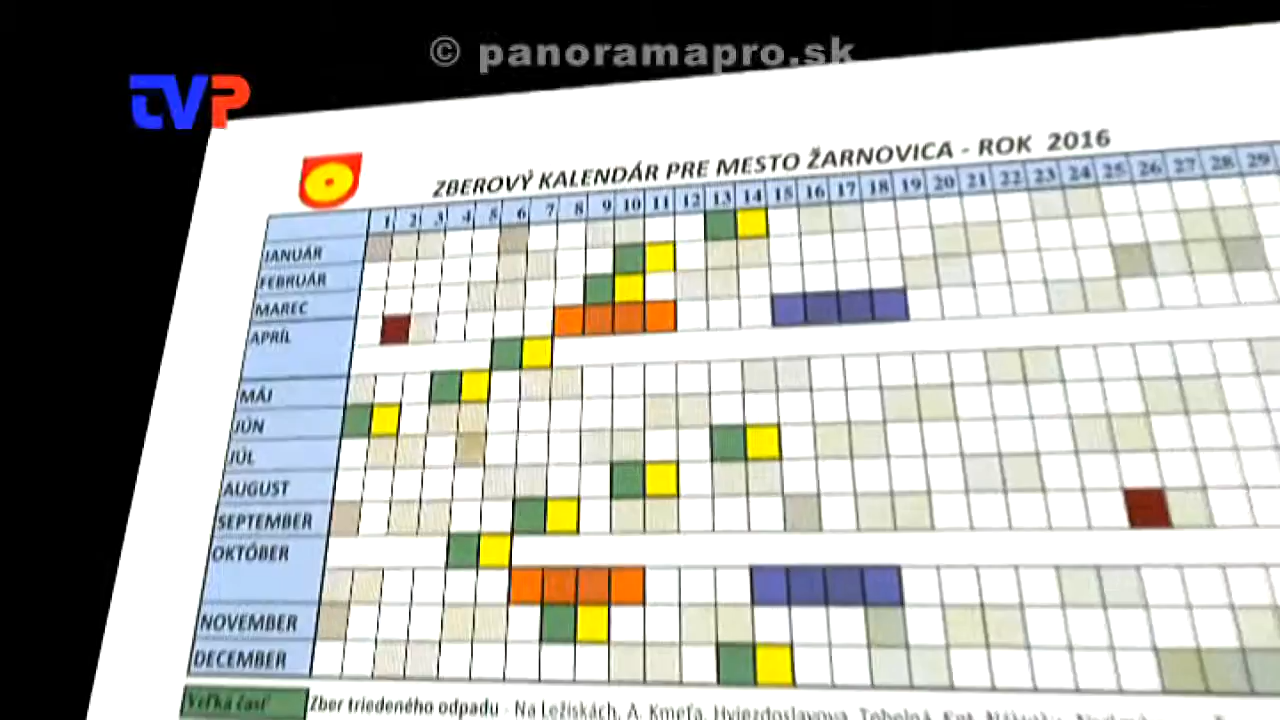 © panoramapro.sk
TVP
ZBEROVÝ KALENDÁR PRE MESTO ŽARNOVICA - ROK 2016
1 2 3 4 5 6 7 8 9 10 11 12 13 14 15 16 17 18 19 20 21 22 23 24 25 26 27 28 29
JANUÁR
FEBRUÁR
MAREC
APRÍL
MÁJ
JÚN
JÚL
AUGUST
SEPTEMBER
OKTÓBER
NOVEMBER
DECEMBER
Veľká časť Zber triedeného odpadu - Na Ležiskách, A. Kmeťa, Hviezdoslavova,